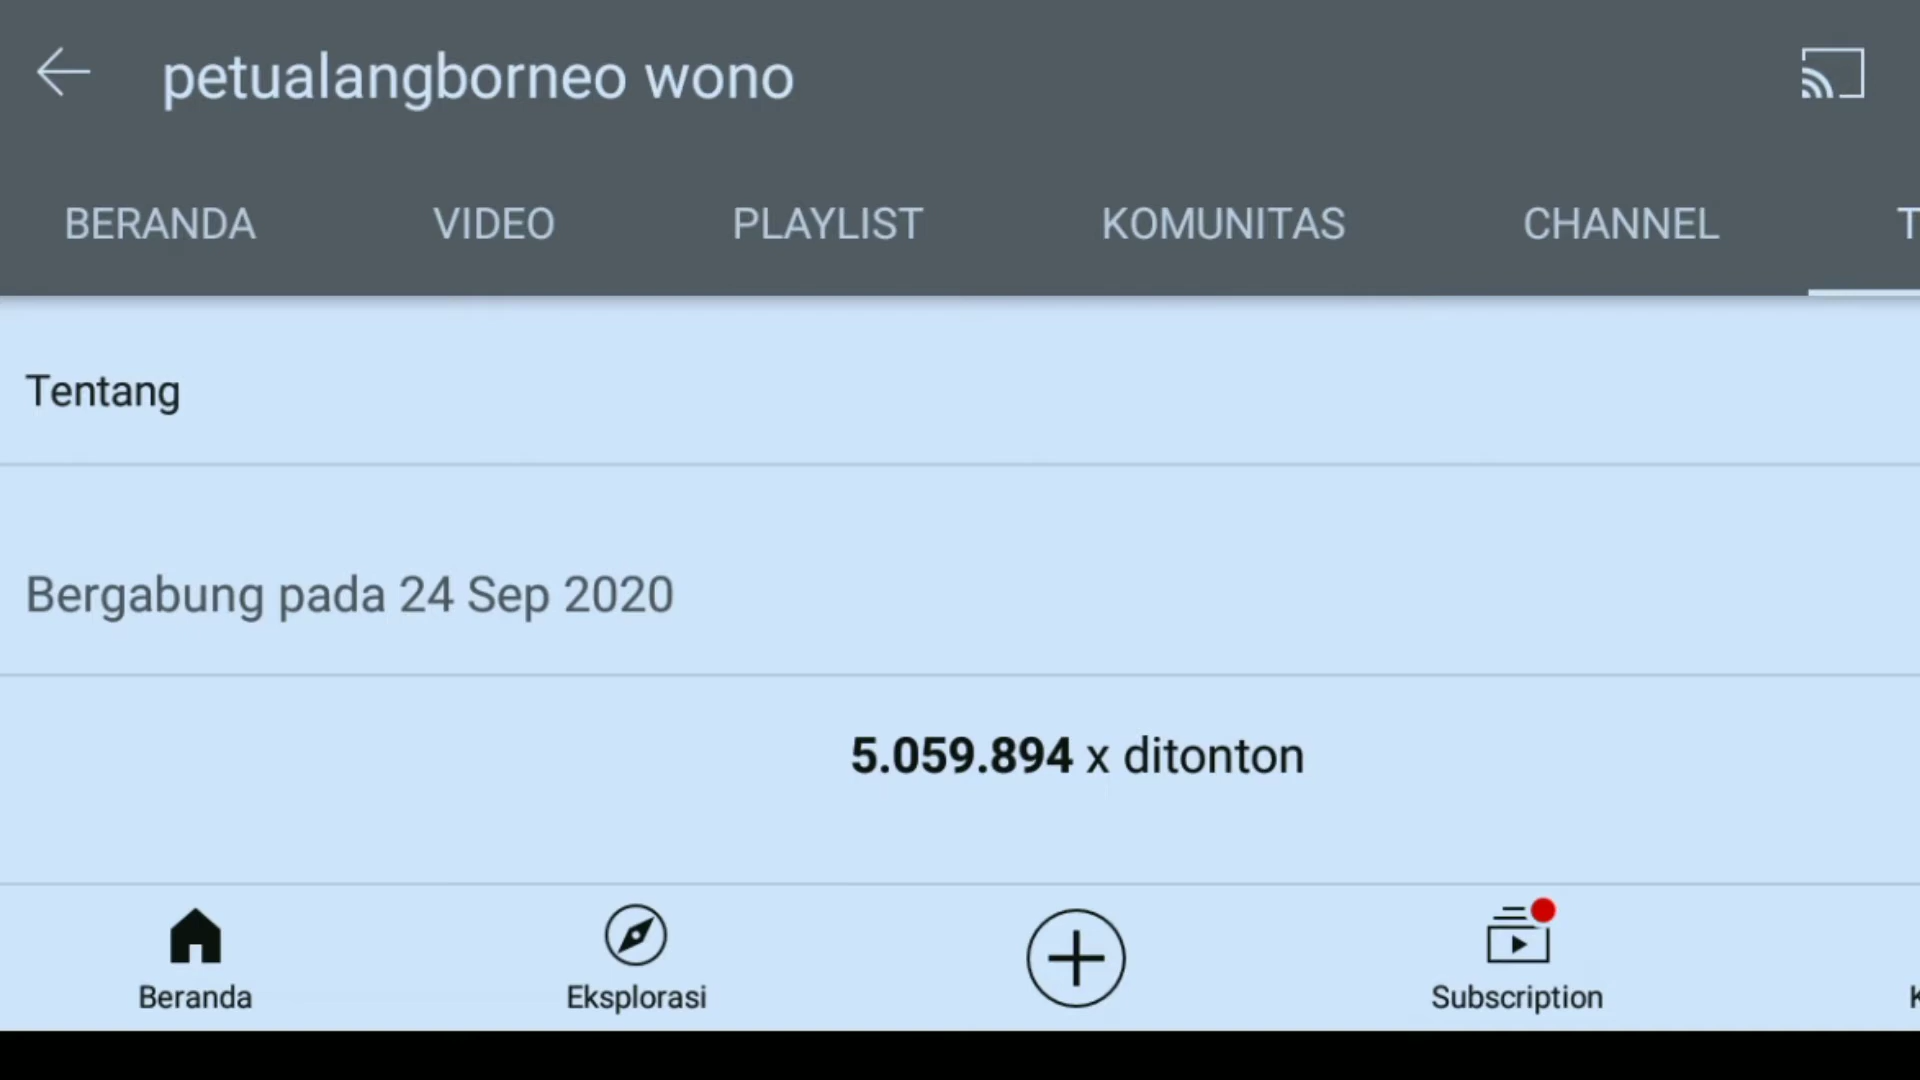 petualangborneo wono
BERANDA VIDEO PLAYLIST KOMUNITAS CHANNEL T
Tentang
Bergabung pada 24 Sep 2020
5.059.894 x ditonton
Beranda Eksplorasi Subscription K